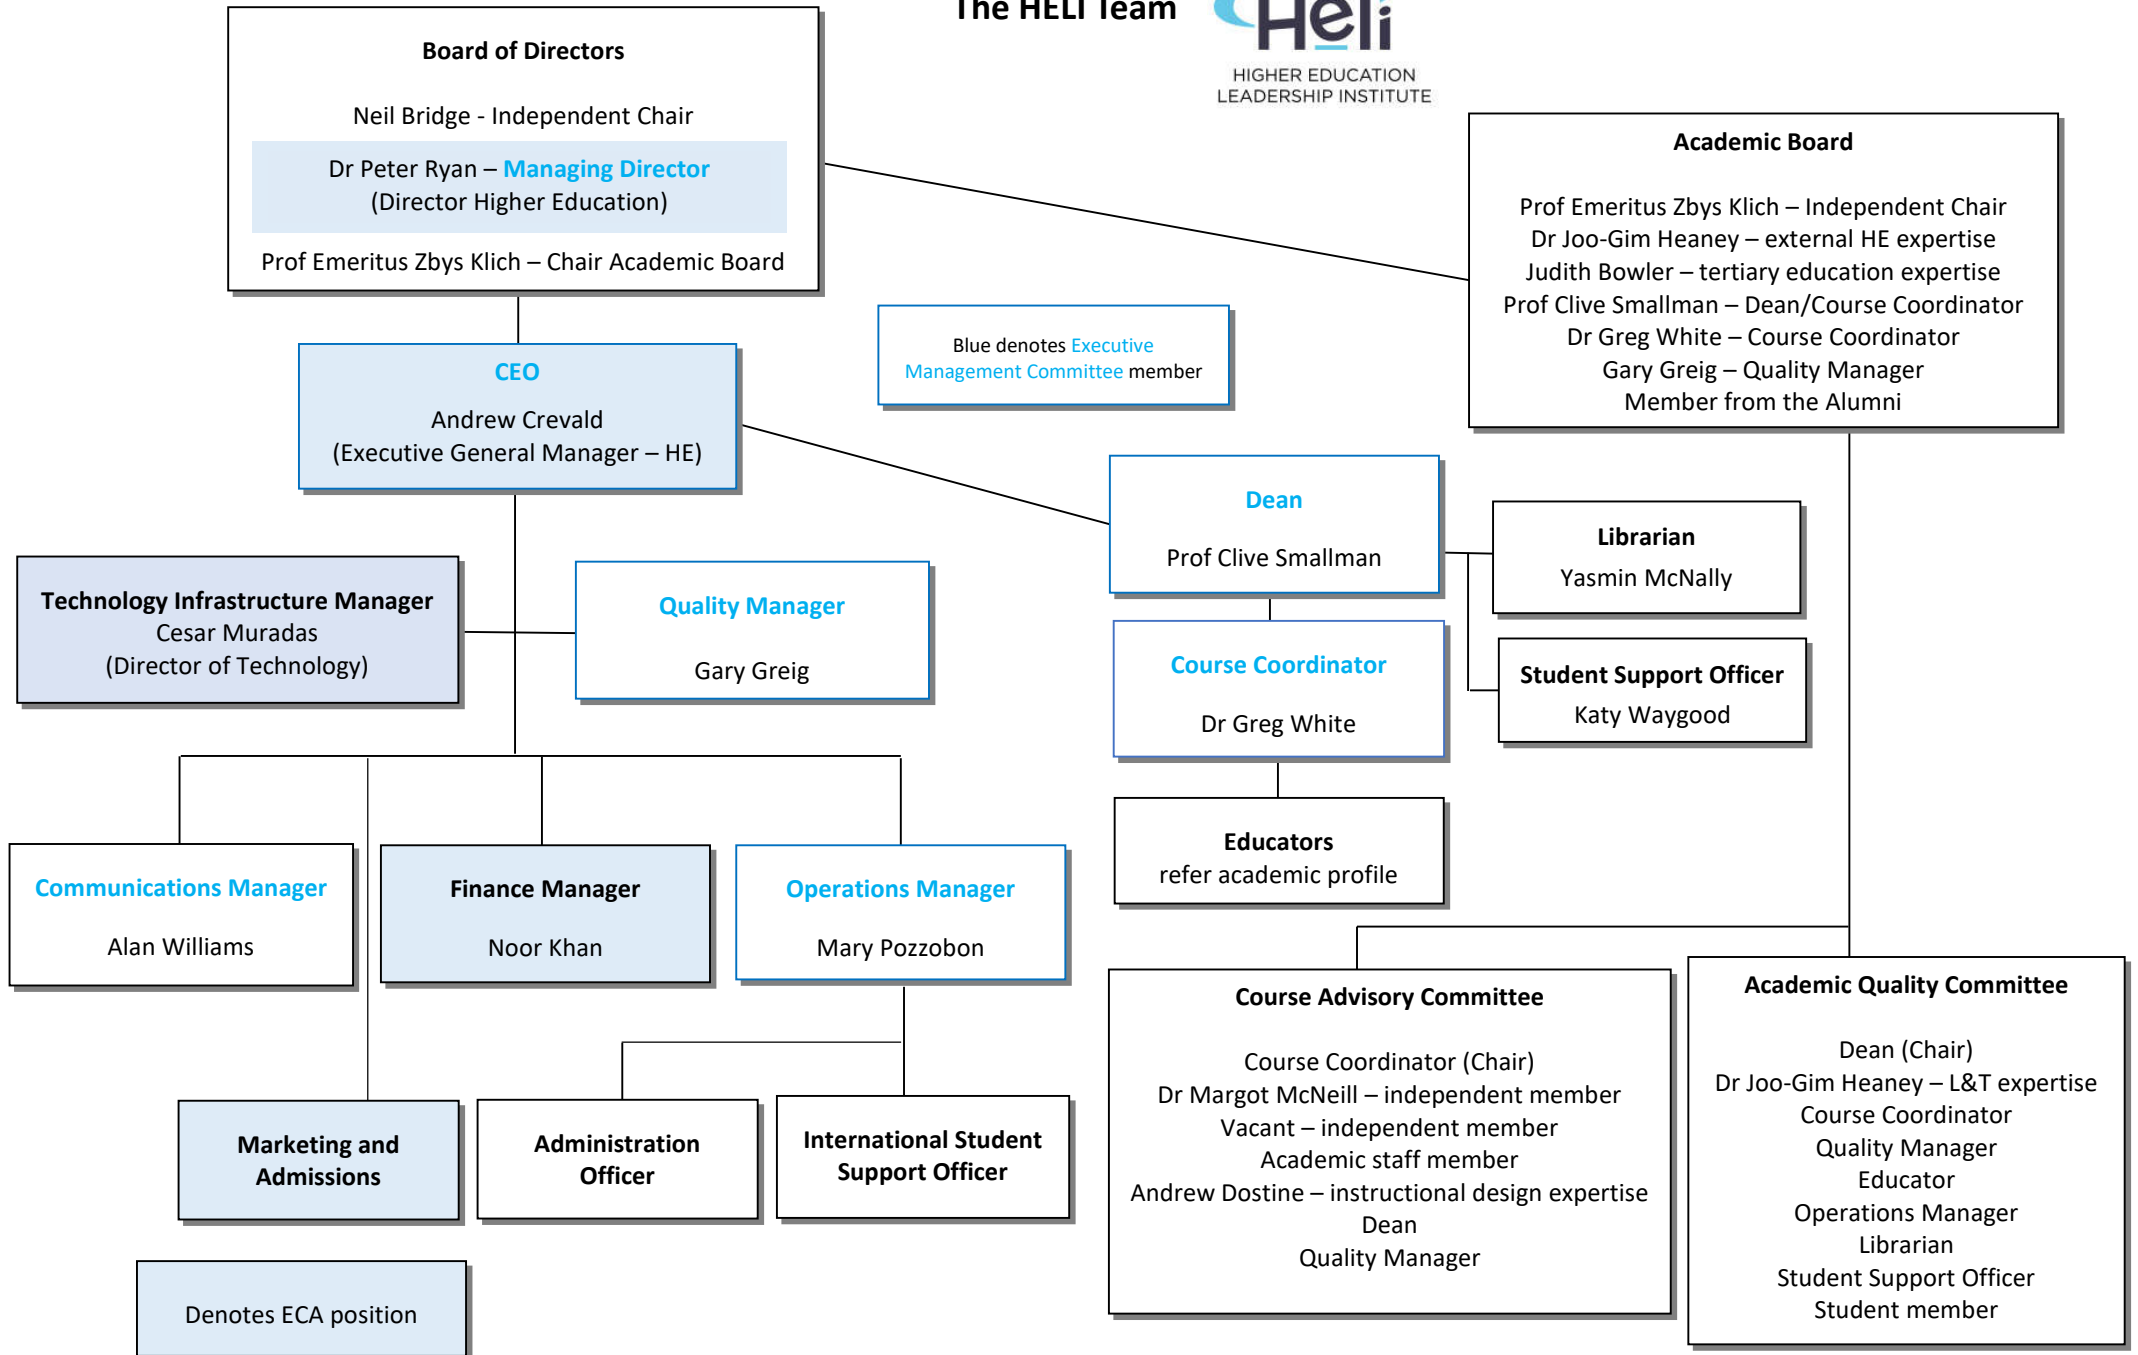 The HELI Team
Heli
HIGHER EDUCATION
LEADERSHIP INSTITUTE
Board of Directors
Neil Bridge - Independent Chair
Dr Peter Ryan – Managing Director
(Director Higher Education)
Prof Emeritus Zbys Klich – Chair Academic Board
Academic Board
Prof Emeritus Zbys Klich – Independent Chair
Dr Joo-Gim Heaney – external HE expertise
Judith Bowler – tertiary education expertise
Prof Clive Smallman – Dean/Course Coordinator
Dr Greg White – Course Coordinator
Gary Greig – Quality Manager
Member from the Alumni
Blue denotes Executive
Management Committee member
CEO
Andrew Crevald
(Executive General Manager – HE)
Dean
Prof Clive Smallman
Librarian
Yasmin McNally
Technology Infrastructure Manager
Cesar Muradas
(Director of Technology)
Quality Manager
Gary Greig
Course Coordinator
Dr Greg White
Student Support Officer
Katy Waygood
Educators
refer academic profile
Communications Manager
Alan Williams
Finance Manager
Noor Khan
Operations Manager
Mary Pozzobon
Marketing and
Admissions
Administration
Officer
International Student
Support Officer
Course Advisory Committee
Course Coordinator (Chair)
Dr Margot McNeill – independent member
Vacant – independent member
Academic staff member
Andrew Dostine – instructional design expertise
Dean
Quality Manager
Academic Quality Committee
Dean (Chair)
Dr Joo-Gim Heaney – L&T expertise
Course Coordinator
Quality Manager
Educator
Operations Manager
Librarian
Student Support Officer
Student member
Denotes ECA position